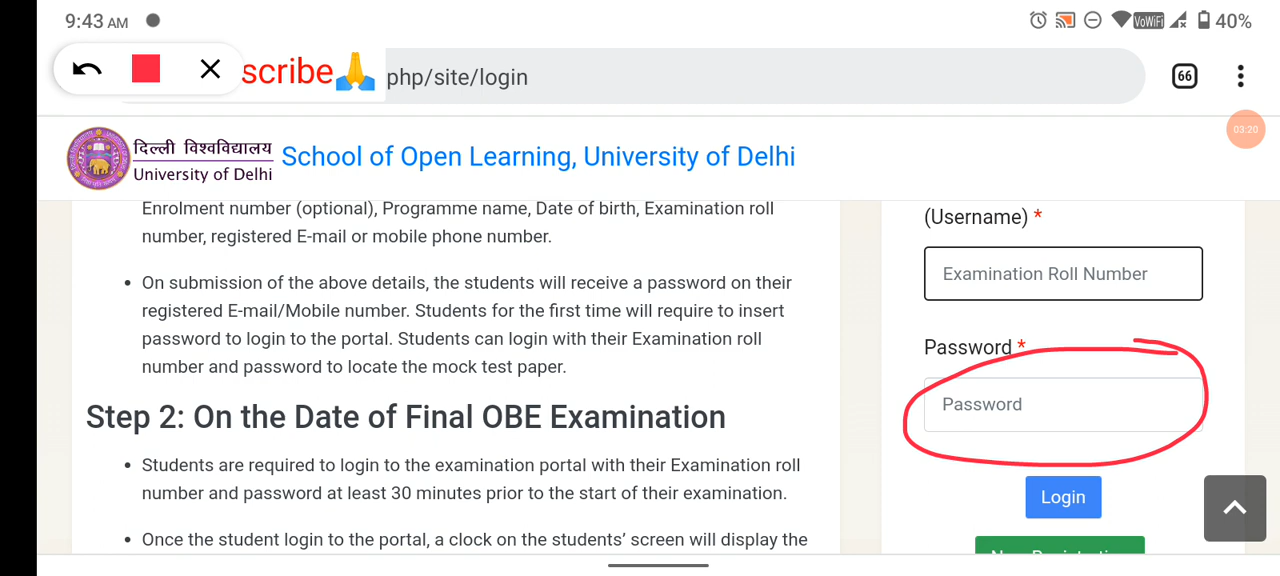 9:43 AM
VoWiFi
40%
scribe🙏
php/site/login
66
03:20
दिल्ली विश्वविद्यालय
University of Delhi
School of Open Learning, University of Delhi
Enrolment number (optional), Programme name, Date of birth, Examination roll
number, registered E-mail or mobile phone number.
• On submission of the above details, the students will receive a password on their
registered E-mail/Mobile number. Students for the first time will require to insert
password to login to the portal. Students can login with their Examination roll
number and password to locate the mock test paper.
Step 2: On the Date of Final OBE Examination
• Students are required to login to the examination portal with their Examination roll
number and password at least 30 minutes prior to the start of their examination.
• Once the student login to the portal, a clock on the students’ screen will display the
(Username) *
Examination Roll Number
Password *
Password
Login